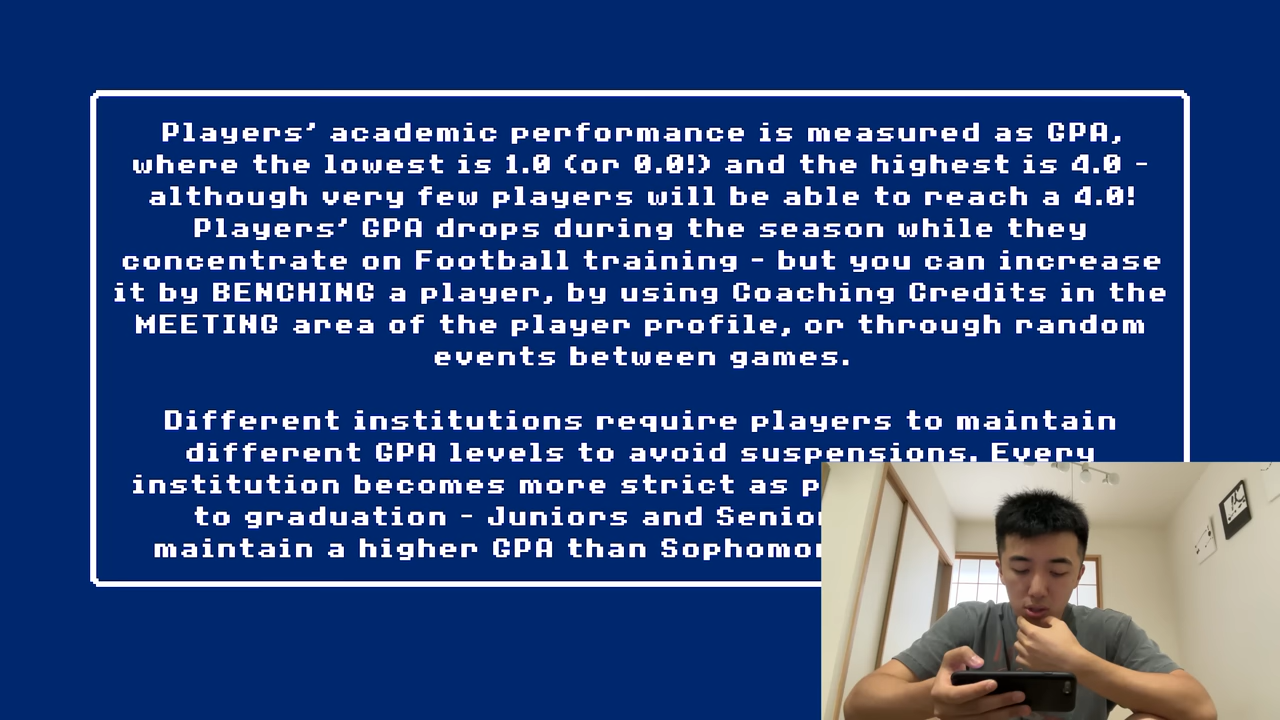 Players' academic performance is measured as GPA,
where the lowest is 1.0 (or 0.0!) and the highest is 4.0 -
although very few players will be able to reach a 4.0!
Players' GPA drops during the season while they
concentrate on Football training - but you can increase
it by BENCHING a player, by using Coaching Credits in the
MEETING area of the player profile, or through random
events between games.
Different institutions require players to maintain
different GPA levels to avoid suspensions. Every
institution becomes more strict as
to graduation - Juniors and
maintain a higher GPA than